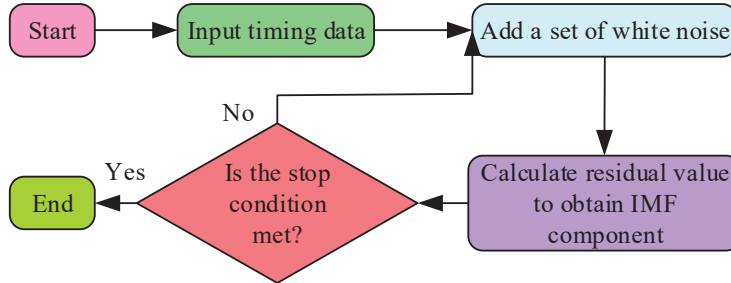 Start
Input timing data
Add a set of white noise
No
Yes
Is the stop
condition
met?
End
Calculate residual value
to obtain IMF
component